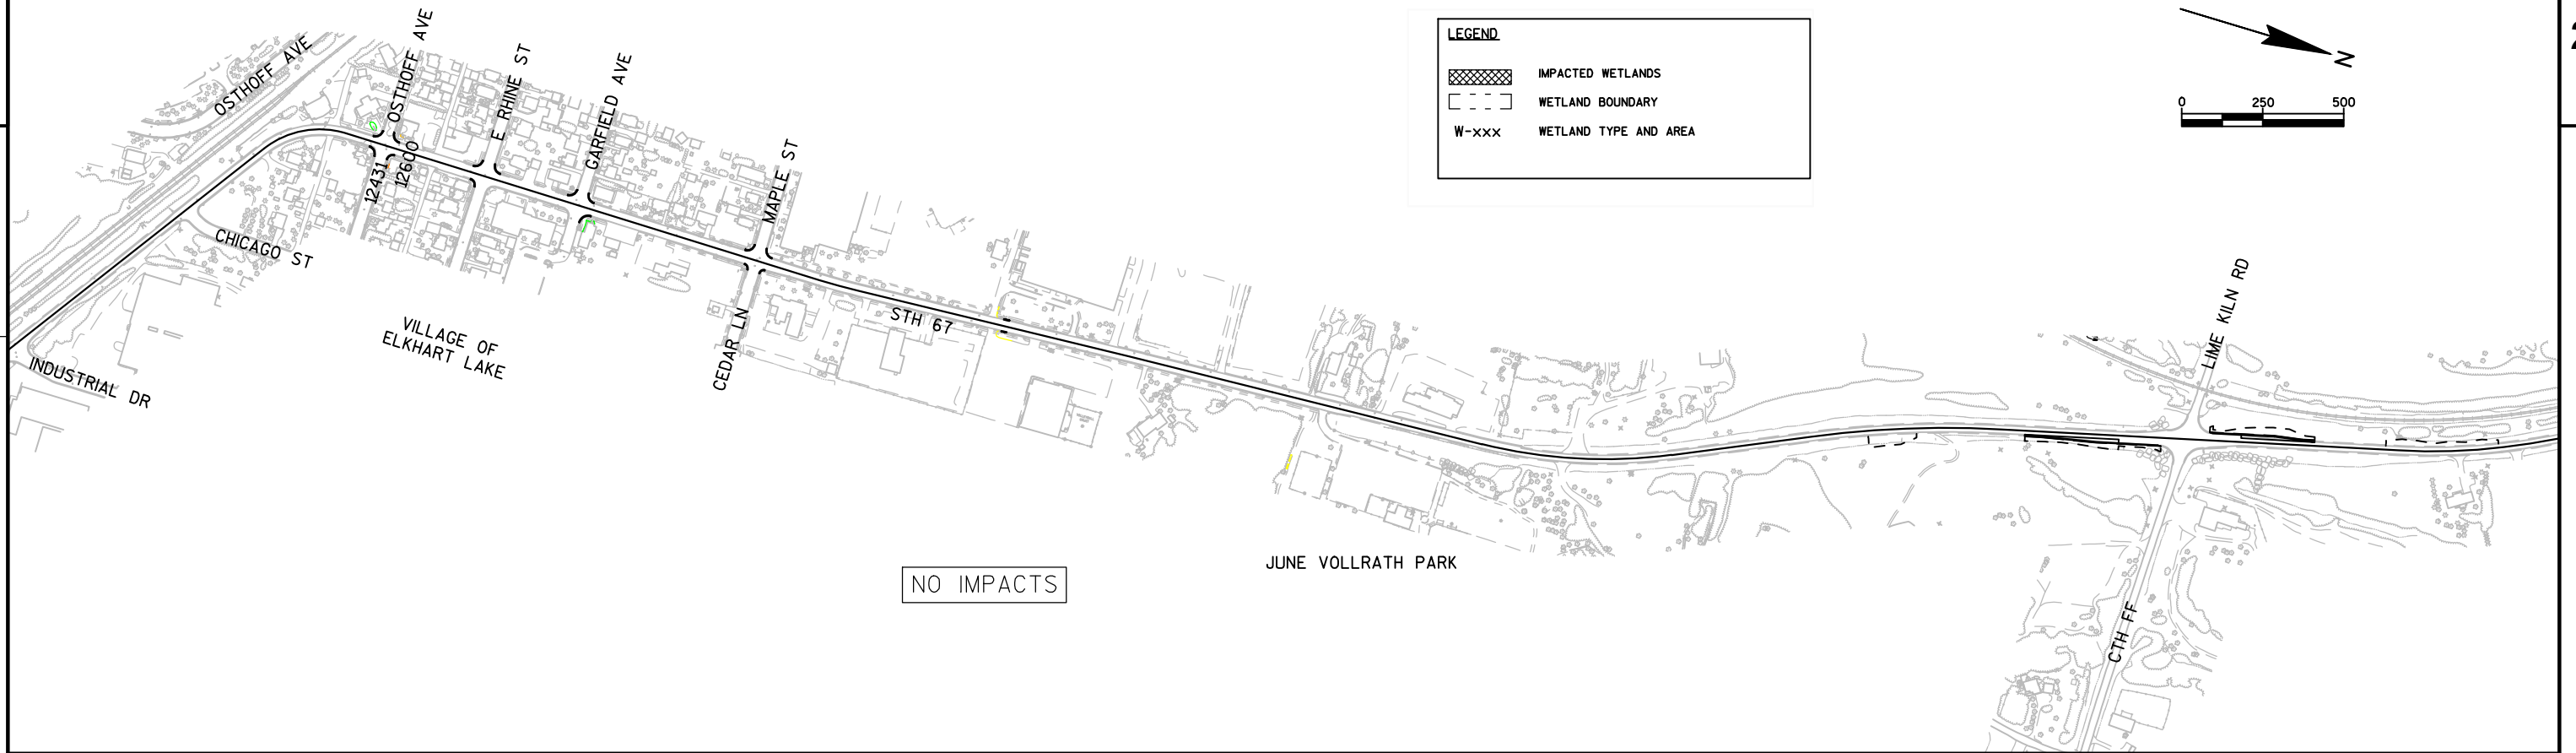 LEGEND
IMPACTED WETLANDS
WETLAND BOUNDARY
W-xxx WETLAND TYPE AND AREA
N
0 250 500
2
OSTHOFF AVE
OSTHOFF AVE
E RHINE ST
GARFIELD AVE
MAPLE ST
12431
12600
CHICAGO ST
VILLAGE OF
ELKHART LAKE
INDUSTRIAL DR
CEDAR LN
STH 67
LIME KILN RD
JUNE VOLLRATH PARK
NO IMPACTS
CTH FF